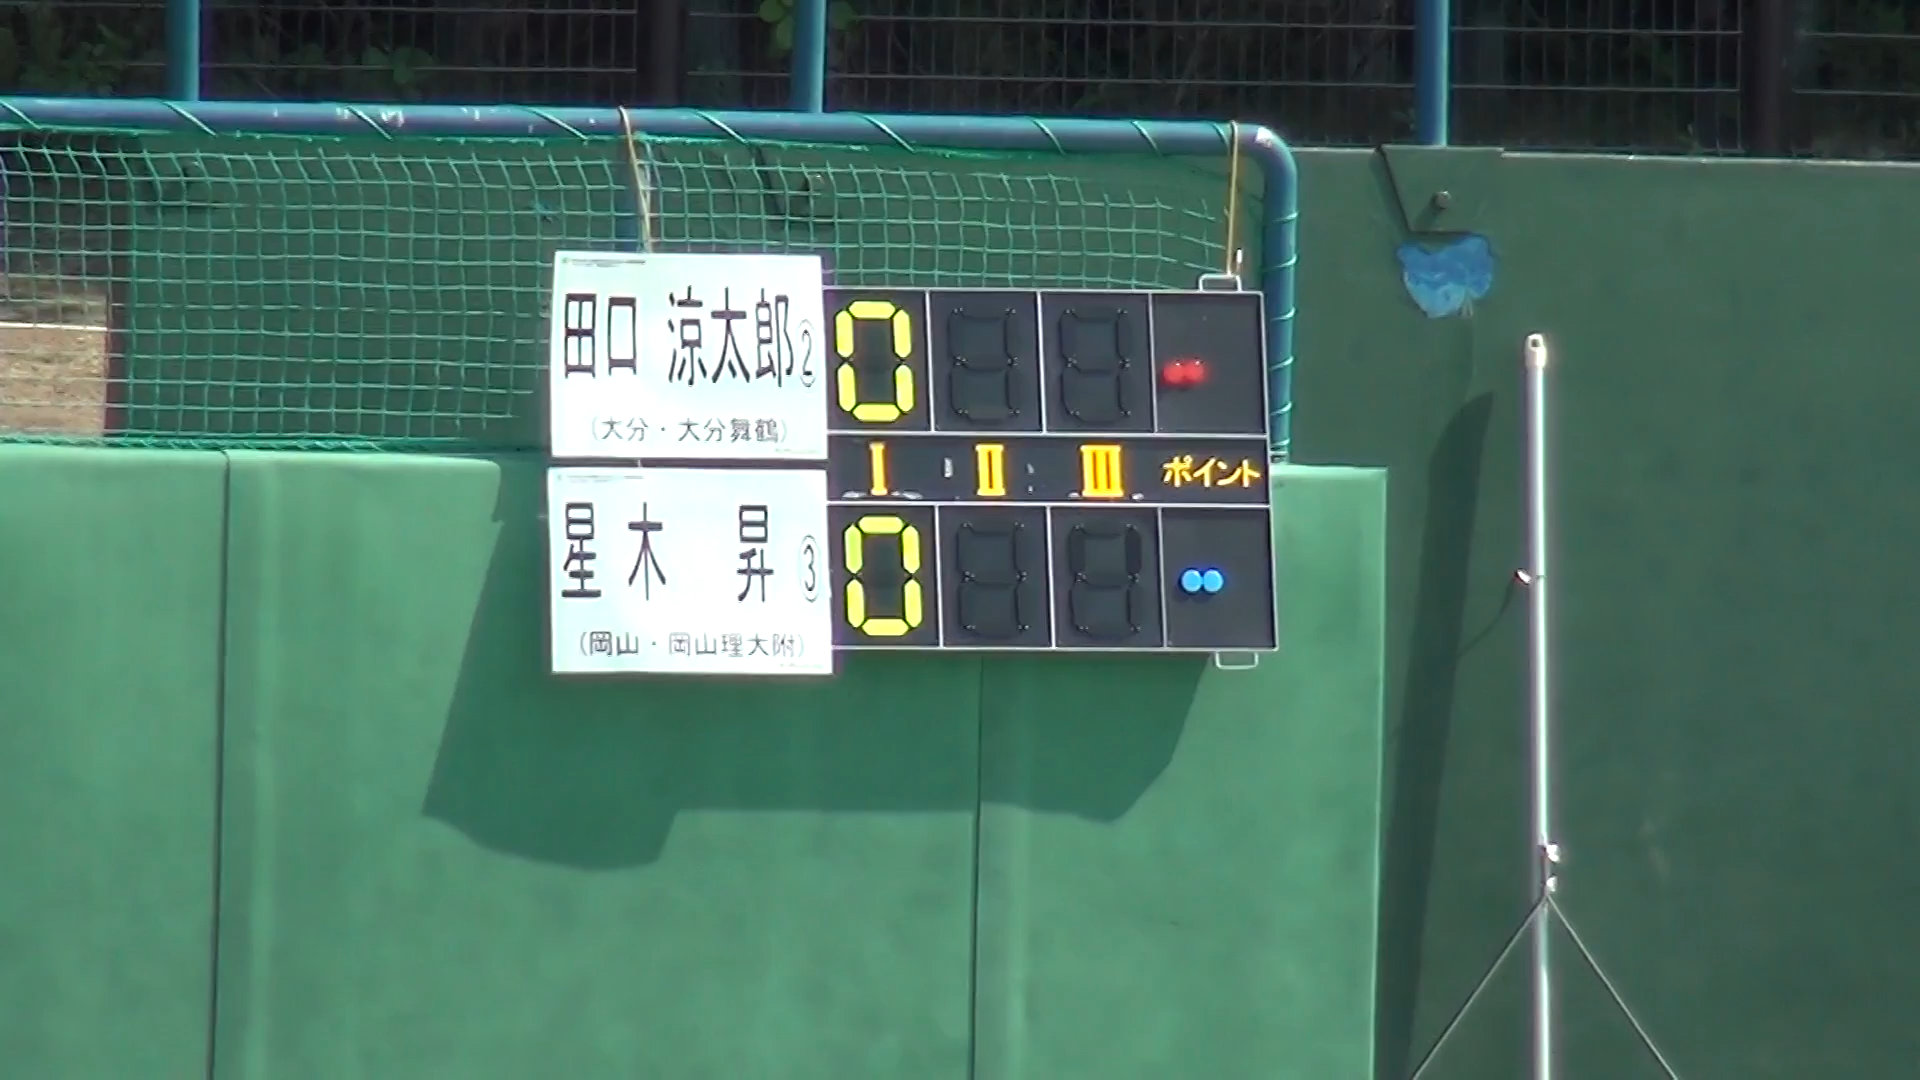 田口 涼太郎②
(大分・大分舞鶴)
0
I II III ポイント
星木 昇③
(岡山・岡山理大附)
0